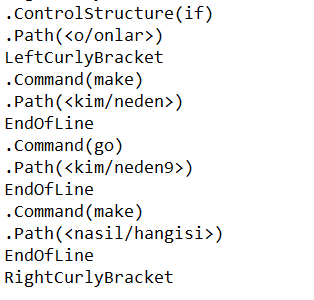 .ControlStructure(if)
.Path(<o/onlar>)
LeftCurlyBracket
.Command(make)
.Path(<kim/neden>)
EndOfLine
.Command(go)
.Path(<kim/neden9>)
EndOfLine
.Command(make)
.Path(<nasil/hangisi>)
EndOfLine
RightCurlyBracket